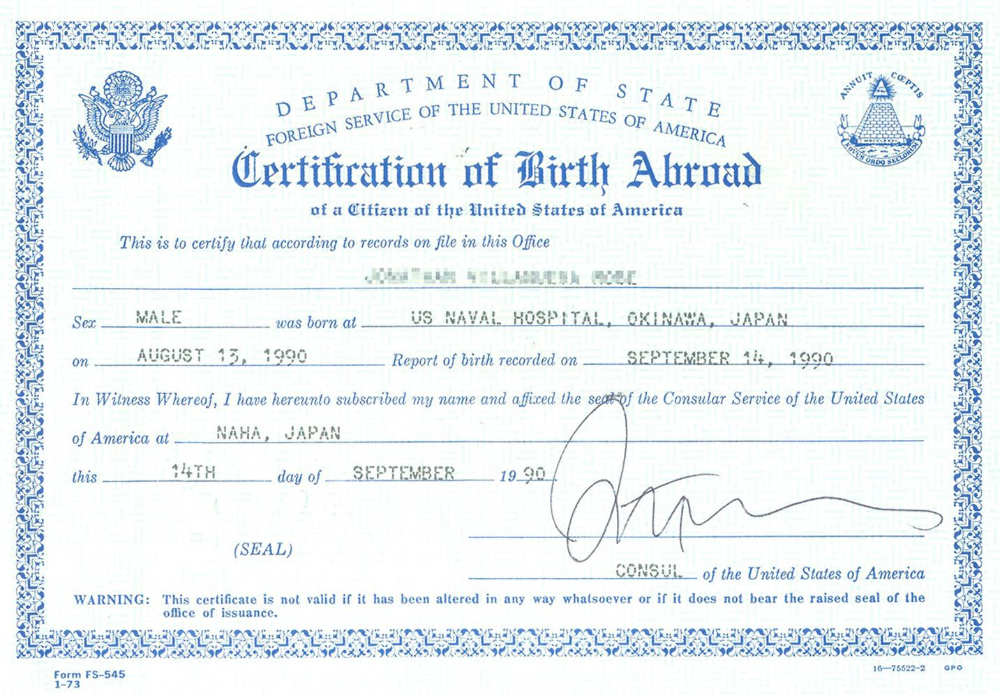 DEPARTMENT OF STATE
FOREIGN SERVICE OF THE UNITED STATES OF AMERICA
ANNUIT CŒPTIS
NOVUS ORDO SECLORUM
Certification of Birth Abroad
of a Citizen of the United States of America
This is to certify that according to records on file in this Office
Sex MALE was born at US NAVAL HOSPITAL, OKINAWA, JAPAN
on AUGUST 13, 1990 Report of birth recorded on SEPTEMBER 14, 1990
In Witness Whereof, I have hereunto subscribed my name and affixed the seal of the Consular Service of the United States
of America at NAHA, JAPAN
this 14TH day of SEPTEMBER 19 90.
(SEAL)
CONSUL of the United States of America
WARNING: This certificate is not valid if it has been altered in any way whatsoever or if it does not bear the raised seal of the
office of issuance.
Form FS-545
1-73
16—75522-2 GPO